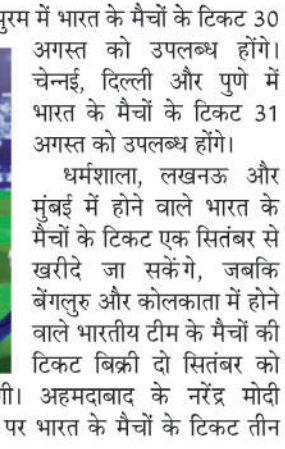 में भारत के मैचों के टिकट 30
अगस्त को उपलब्ध होंगे।
चेन्नई, दिल्ली और पुणे में
भारत के मैचों के टिकट 31
अगस्त को उपलब्ध होंगे।
धर्मशाला, लखनऊ और
मुंबई में होने वाले भारत के
मैचों के टिकट एक सितंबर से
खरीदे जा सकेंगे, जबकि
बेंगलुरु और कोलकाता में होने
वाले भारतीय टीम के मैचों की
टिकट बिक्री दो सितंबर को
अहमदाबाद के नरेंद्र मोदी
पर भारत के मैचों के टिकट तीन